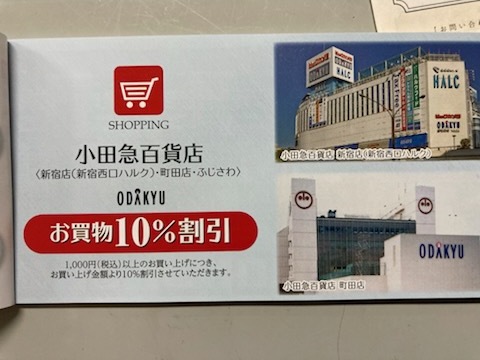 SHOPPING
小田急百貨店
〈新宿店(新宿西口ハルク)・町田店・ふじさわ〉
ODAKYU
お買物10%割引
1,000円(税込)以上のお買い上げにつき、
お買い上げ金額より10%割引させていただきます。
HALC
ODAKYU
小田急百貨店 新宿店(新宿西口ハルク)
ODAKYU
小田急百貨店 町田店
「お問い合